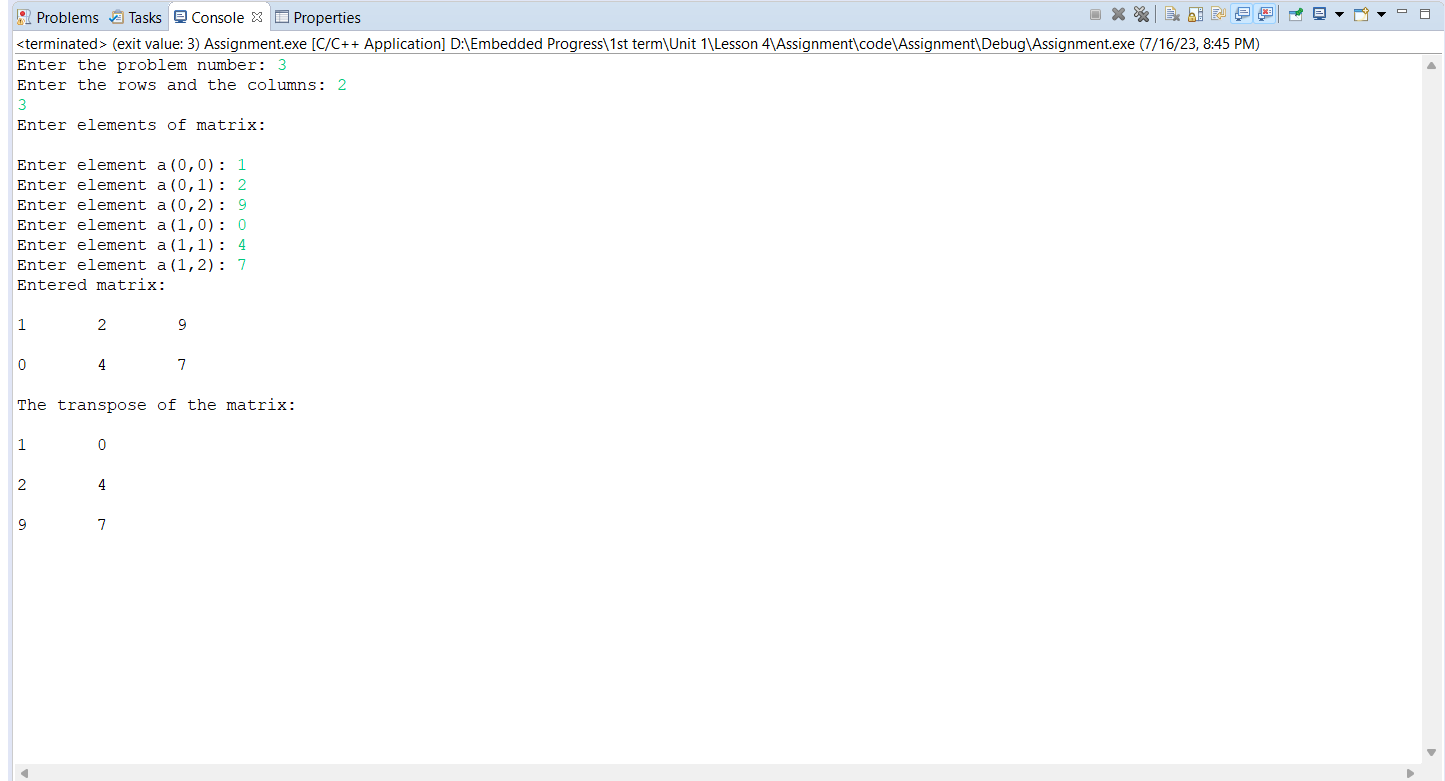 Problems Tasks Console Properties
<terminated> (exit value: 3) Assignment.exe [C/C++ Application] D:\Embedded Progress\1st term\Unit 1\Lesson 4\Assignment\code\Assignment\Debug\Assignment.exe (7/16/23, 8:45 PM)
Enter the problem number: 3
Enter the rows and the columns: 2
3
Enter elements of matrix:
Enter element a(0,0): 1
Enter element a(0,1): 2
Enter element a(0,2): 9
Enter element a(1,0): 0
Enter element a(1,1): 4
Enter element a(1,2): 7
Entered matrix:
1 2 9
0 4 7
The transpose of the matrix:
1 0
2 4
9 7